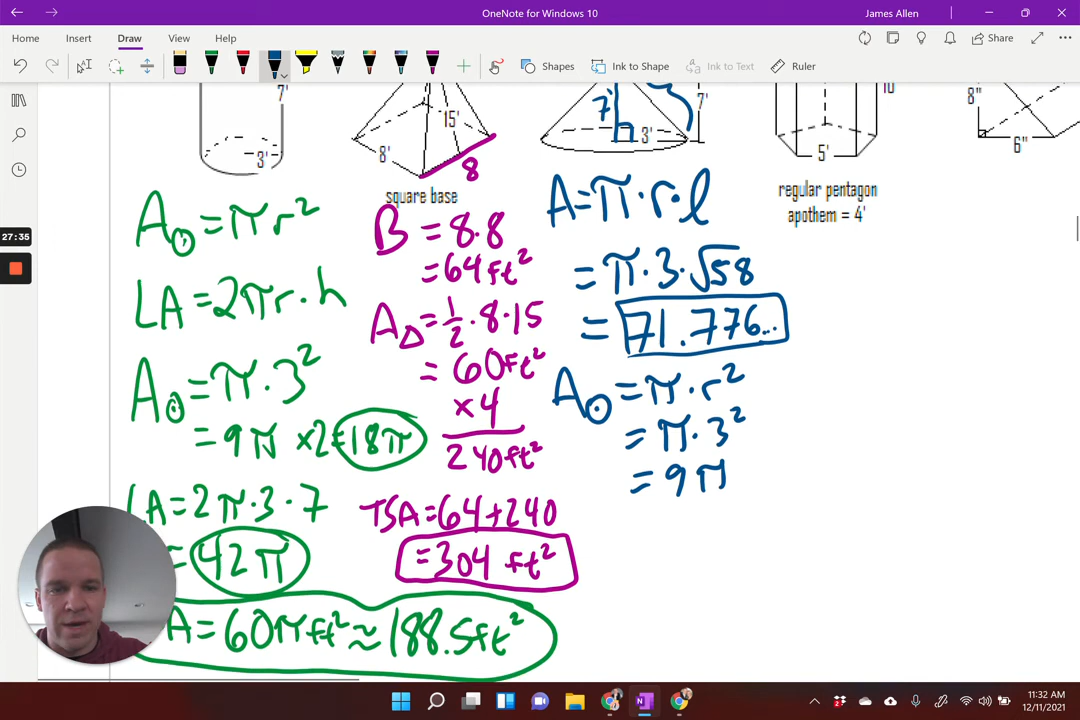 OneNote for Windows 10
James Allen
Home Insert Draw View Help
Share
Shapes
Ink to Shape
Ink to Text
Ruler
7'
3'
15'
8'
8
square base
7'
3'
7'
5'
10
regular pentagon
apothem = 4'
8"
6"
A⊙ = πr²
LA = 2πr·h
A⊙ = π·3²
= 9π ×2 = 18π
LA = 2π·3·7
= 42π
A = 60π ft² ≈ 188.5 ft²
B = 8·8
= 64 ft²
A△ = 1/2·8·15
= 60 ft²
×4
240 ft²
TSA = 64+240
= 304 ft²
A = π·r·l
= π·3·√58
= 71.776...
A⊙ = π·r²
= π·3²
= 9π
27:35
11:32 AM
12/11/2021